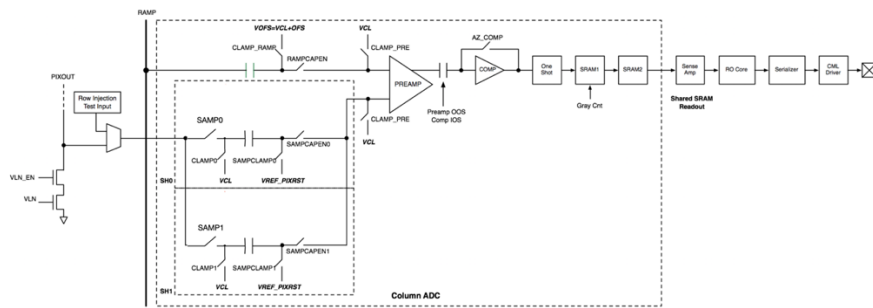 RAMP
VOFS=VCL+OFS
VCL
CLAMP_RAMP
RAMPCAPEN
CLAMP_PRE
AZ_COMP
PIXOUT
Row Injection
Test Input
PREAMP
COMP
One
Shot
SRAM1
SRAM2
Sense
Amp
RO Core
Serializer
CML
Driver
Gray Cnt
Shared SRAM
Readout
Preamp OOS
Comp IOS
CLAMP_PRE
VCL
SAMP0
SAMPCAPEN0
CLAMP0
SAMPCLAMP0
VCL
VREF_PIXRST
SH0
VLN_EN
VLN
SAMP1
SAMPCAPEN1
CLAMP1
SAMPCLAMP1
VCL
VREF_PIXRST
SH1
Column ADC